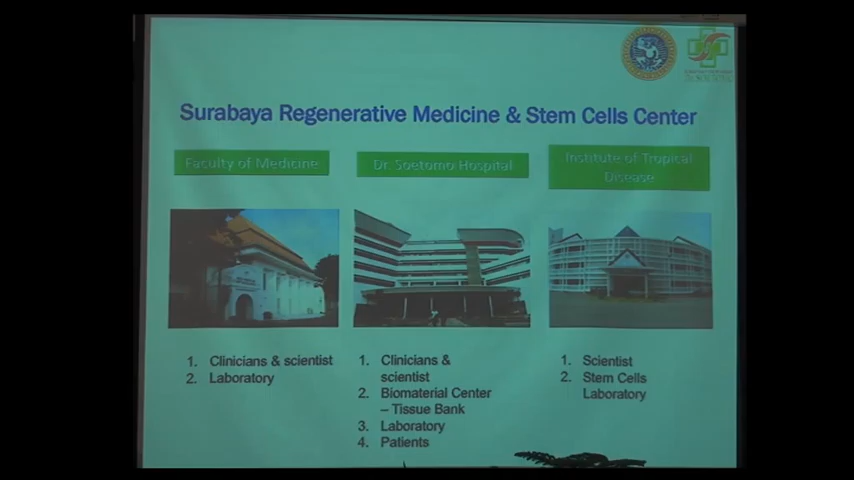 Surabaya Regenerative Medicine & Stem Cells Center
Faculty of Medicine
Dr. Soetomo Hospital
Institute of Tropical
Disease
1. Clinicians & scientist
2. Laboratory
1. Clinicians &
scientist
2. Biomaterial Center
– Tissue Bank
3. Laboratory
4. Patients
1. Scientist
2. Stem Cells
Laboratory